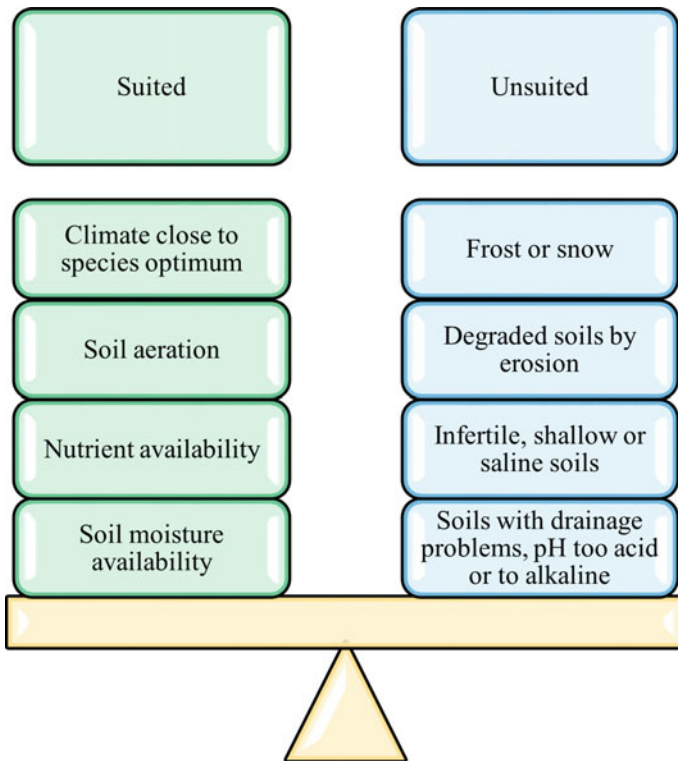 Suited
Unsuited
Climate close to
species optimum
Frost or snow
Soil aeration
Degraded soils by
erosion
Nutrient availability
Infertile, shallow or
saline soils
Soil moisture
availability
Soils with drainage
problems, pH too acid
or to alkaline